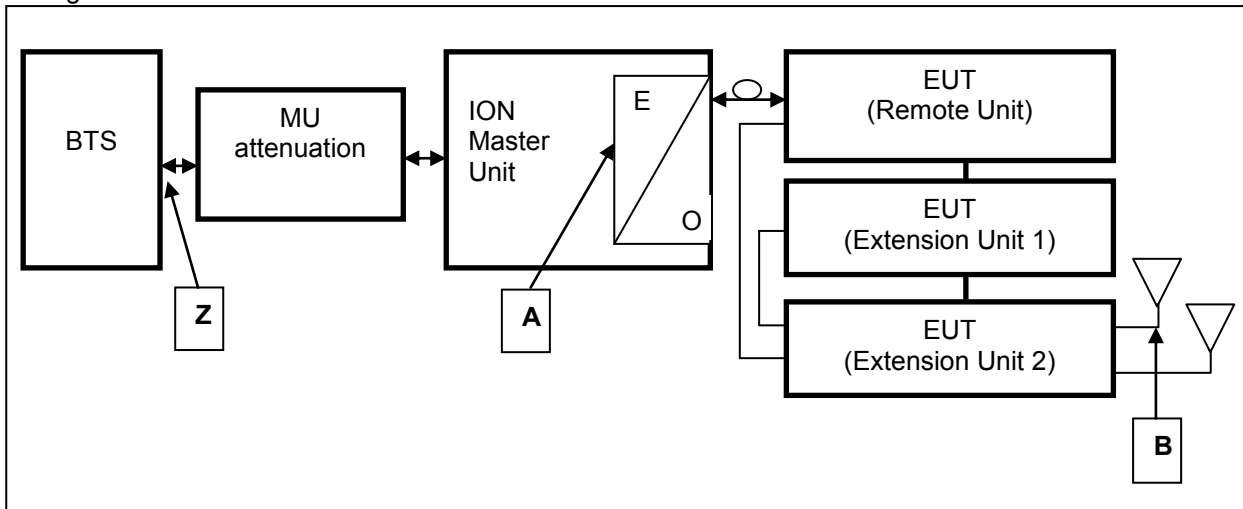 BTS
MU
attenuation
ION
Master
Unit
E
O
EUT
(Remote Unit)
EUT
(Extension Unit 1)
EUT
(Extension Unit 2)
Z
A
B